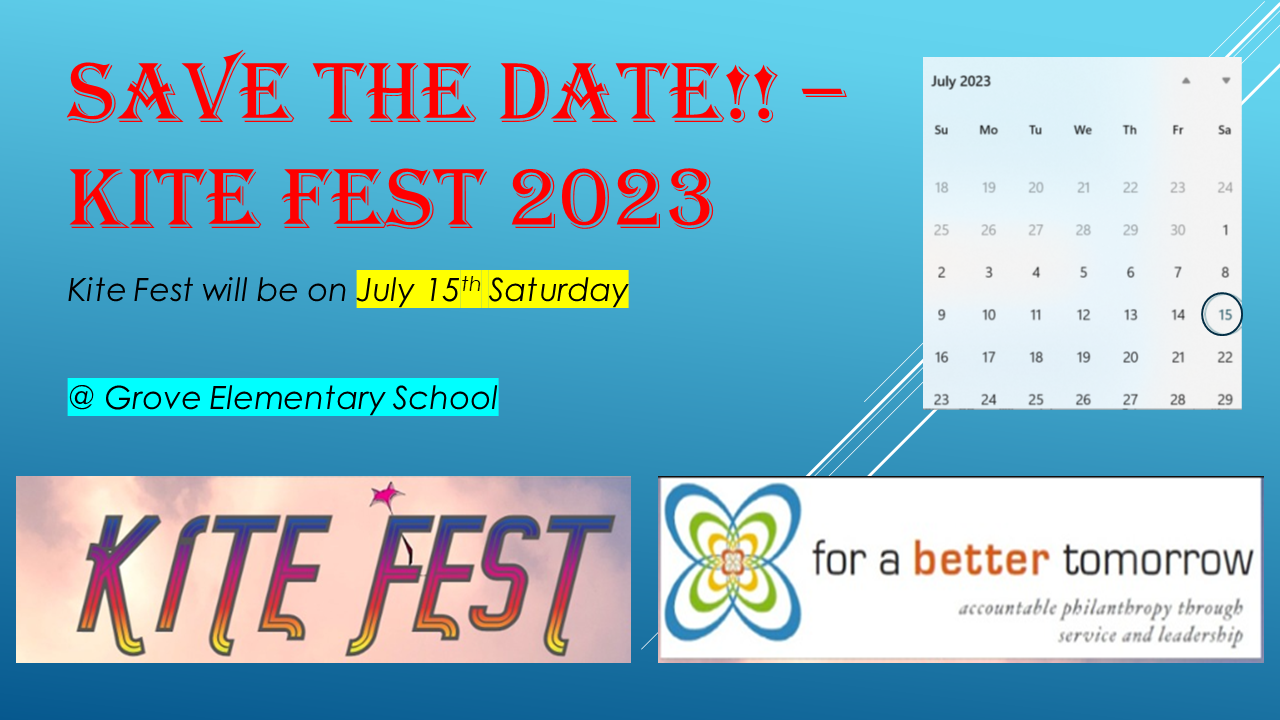 SAVE THE DATE!! –
KITE FEST 2023
Kite Fest will be on July 15th Saturday
@ Grove Elementary School
July 2023
Su Mo Tu We Th Fr Sa
18 19 20 21 22 23 24
25 26 27 28 29 30 1
2 3 4 5 6 7 8
9 10 11 12 13 14 15
16 17 18 19 20 21 22
23 24 25 26 27 28 29
KITE FEST
for a better tomorrow
accountable philanthropy through
service and leadership